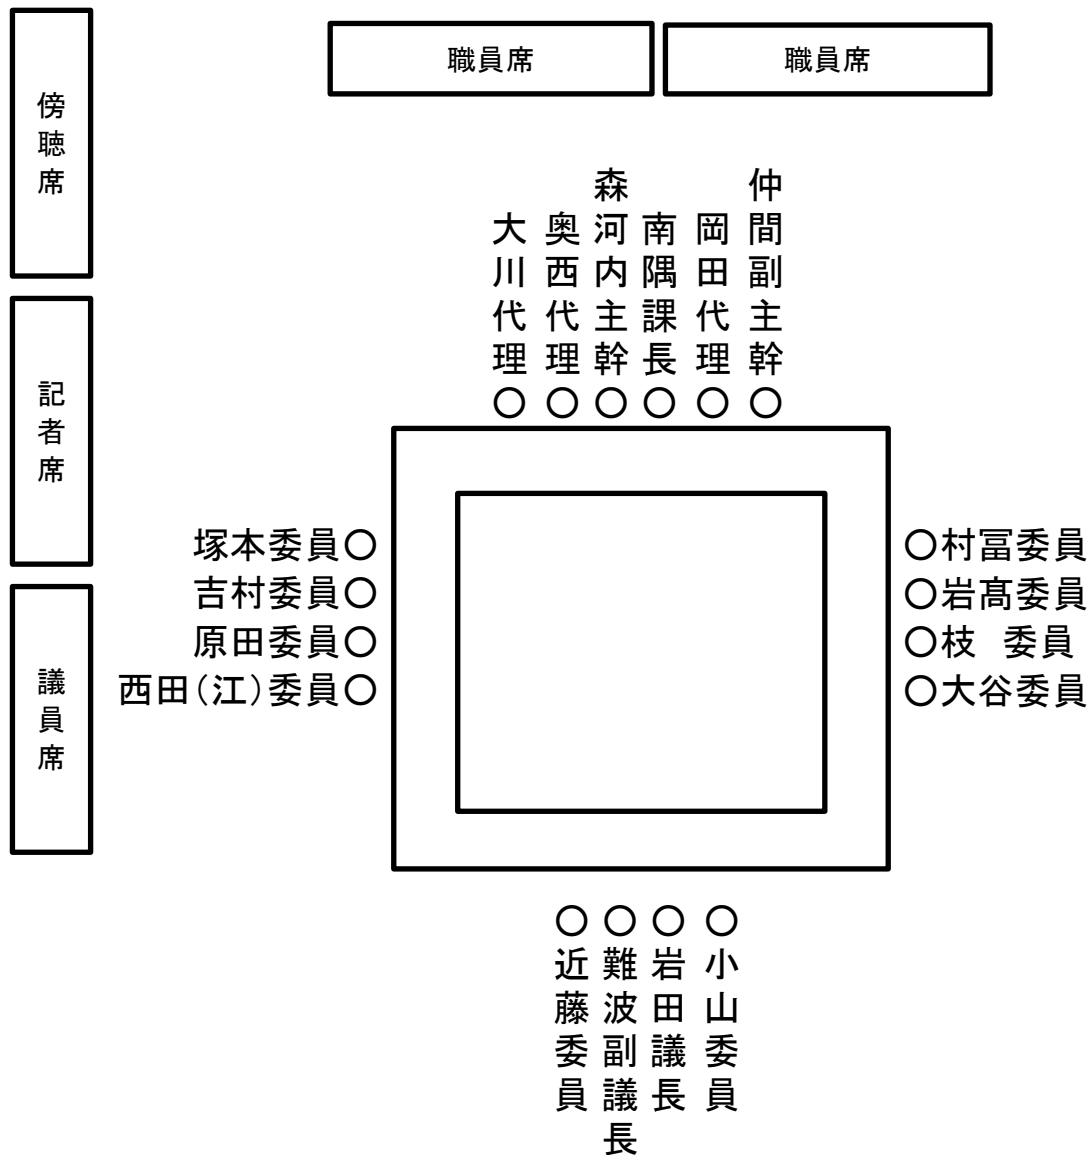 職員席
職員席
傍聴席
記者席
議員席
大川代理○
奥西代理○
森河内主幹○
南隅課長○
岡田代理○
仲間副主幹○
塚本委員○
吉村委員○
原田委員○
西田(江)委員○
○村冨委員
○岩髙委員
○枝　委員
○大谷委員
○近藤委員
○難波副議長
○岩田議長
○小山委員